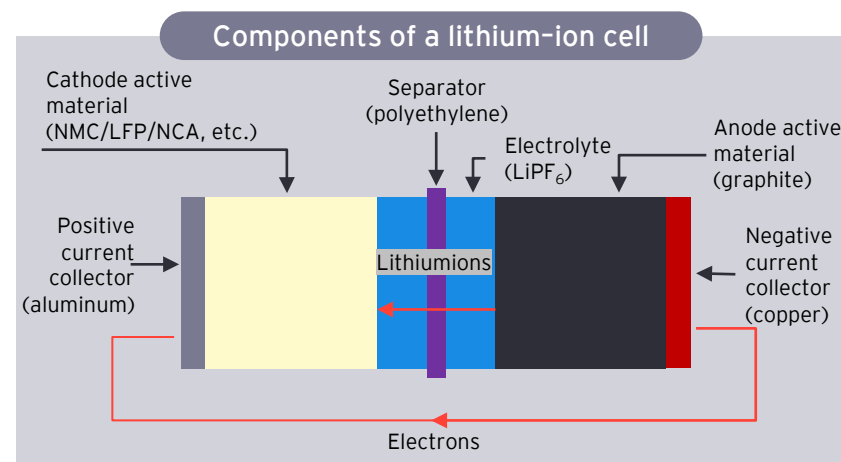 Components of a lithium-ion cell
Cathode active
material
(NMC/LFP/NCA, etc.)
Separator
(polyethylene)
Electrolyte
(LiPF₆)
Anode active
material
(graphite)
Positive
current
collector
(aluminum)
Lithiumions
Negative
current
collector
(copper)
Electrons